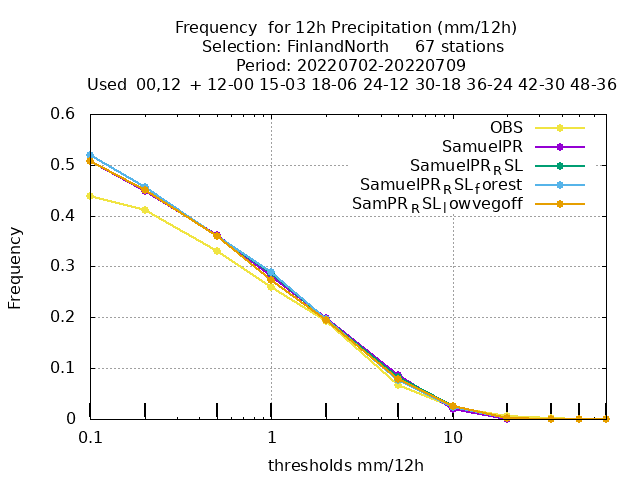 Frequency  for 12h Precipitation (mm/12h)
Selection: FinlandNorth     67 stations
Period: 20220702-20220709
Used  00,12  + 12-00 15-03 18-06 24-12 30-18 36-24 42-30 48-36
0.6
0.5
0.4
0.3
0.2
0.1
0
Frequency
OBS
SamuelPR
SamuelPR_RSL
SamuelPR_RSL_forest
SamPR_RSL_lowvegoff
0.1 1 10
thresholds mm/12h